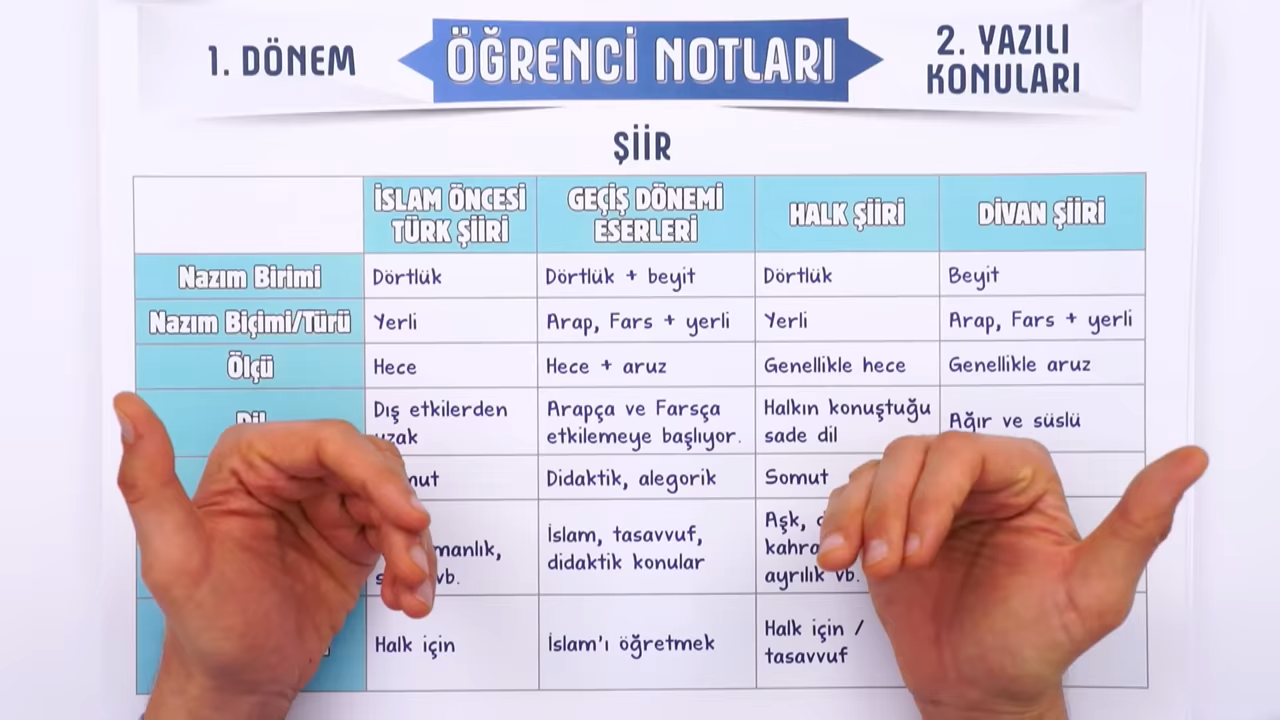 1. DÖNEM
ÖĞRENCİ NOTLARI
2. YAZILI
KONULARI
ŞİİR
İSLAM ÖNCESİ
TÜRK ŞİİRİ
GEÇİŞ DÖNEMİ
ESERLERİ
HALK ŞİİRİ
DİVAN ŞİİRİ
Nazım Birimi
Dörtlük
Dörtlük + beyit
Dörtlük
Beyit
Nazım Biçimi/Türü
Yerli
Arap, Fars + yerli
Yerli
Arap, Fars + yerli
Ölçü
Hece
Hece + aruz
Genellikle hece
Genellikle aruz
Dil
Dış etkilerden
uzak
Arapça ve Farsça
etkilemeye başlıyor.
Halkın konuştuğu
sade dil
Ağır ve süslü
Didaktik, alegorik
Somut
vb.
İslam, tasavvuf,
didaktik konular
Aşk,
ayrılık vb.
Halk için
İslam'ı öğretmek
Halk için /
tasavvuf